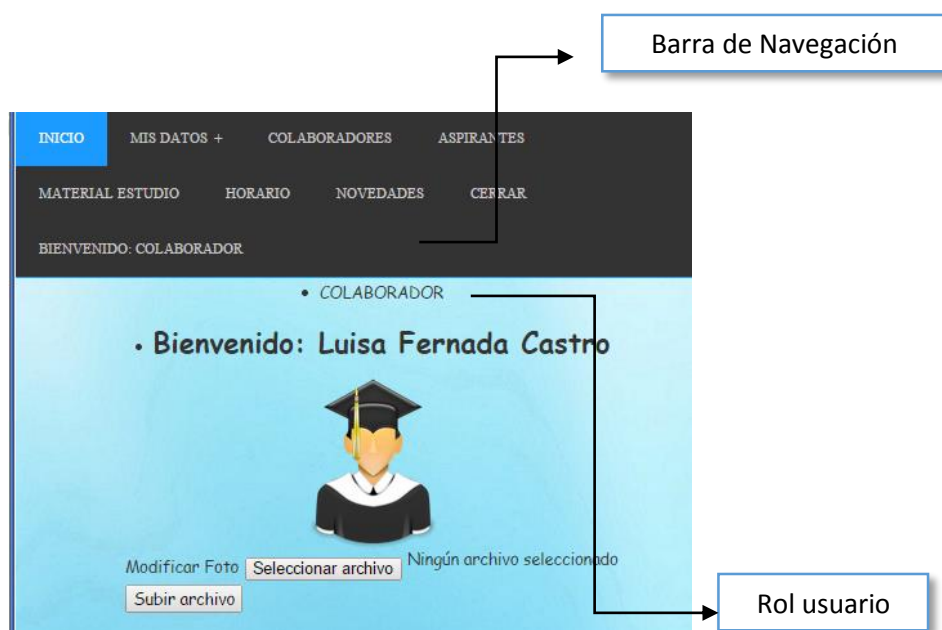 Barra de Navegación
INICIO MIS DATOS + COLABORADORES ASPIRANTES
MATERIAL ESTUDIO HORARIO NOVEDADES CERRAR
BIENVENIDO: COLABORADOR
• COLABORADOR
• Bienvenido: Luisa Fernada Castro
Modificar Foto Seleccionar archivo Ningún archivo seleccionado
Subir archivo
Rol usuario